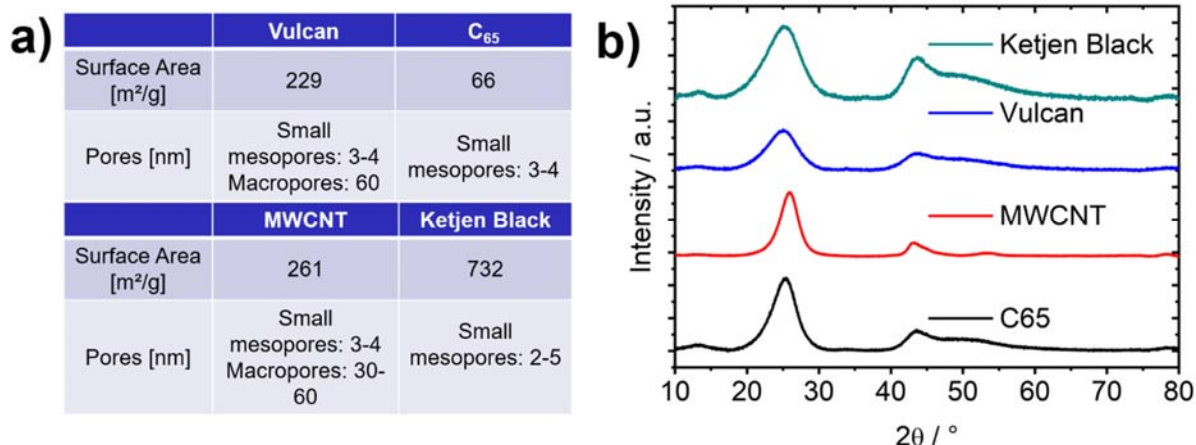 a)
Vulcan C₆₅
Surface Area
[m²/g] 229 66
Pores [nm] Small
mesopores: 3-4
Macropores: 60
Small
mesopores: 3-4
MWCNT Ketjen Black
Surface Area
[m²/g] 261 732
Pores [nm] Small
mesopores: 3-4
Macropores: 30-
60
Small
mesopores: 2-5
b)
Intensity / a.u.
Ketjen Black
Vulcan
MWCNT
C65
10 20 30 40 50 60 70 80
2θ / °